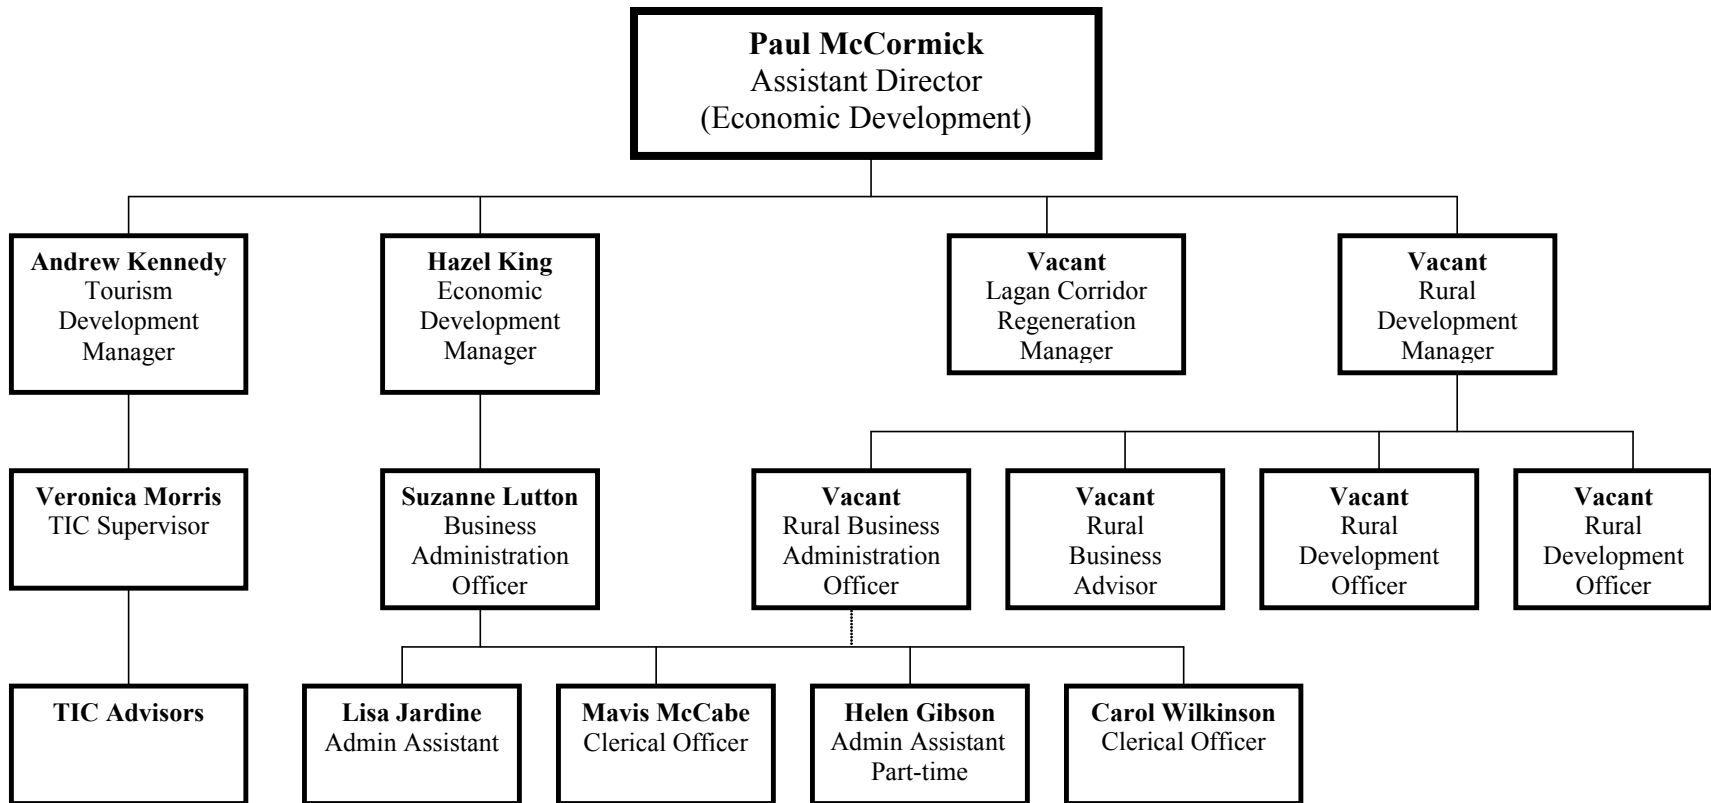 Paul McCormick
Assistant Director
(Economic Development)
Andrew Kennedy
Tourism
Development
Manager
Hazel King
Economic
Development
Manager
Vacant
Lagan Corridor
Regeneration
Manager
Vacant
Rural
Development
Manager
Veronica Morris
TIC Supervisor
Suzanne Lutton
Business
Administration
Officer
Vacant
Rural Business
Administration
Officer
Vacant
Rural
Business
Advisor
Vacant
Rural
Development
Officer
Vacant
Rural
Development
Officer
TIC Advisors
Lisa Jardine
Admin Assistant
Mavis McCabe
Clerical Officer
Helen Gibson
Admin Assistant
Part-time
Carol Wilkinson
Clerical Officer